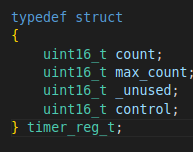 typedef struct
{
    uint16_t count;
    uint16_t max_count;
    uint16_t _unused;
    uint16_t control;
} timer_reg_t;